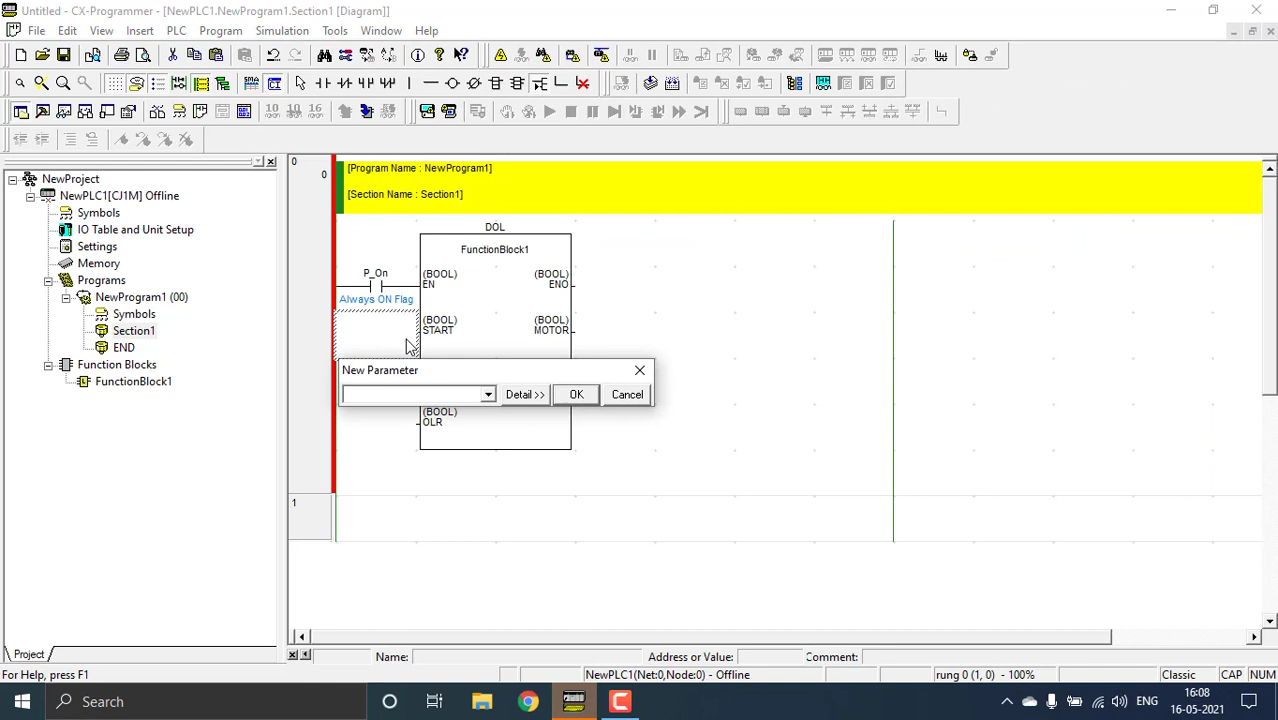 Untitled - CX-Programmer - [NewPLC1.NewProgram1.Section1 [Diagram]]
File Edit View Insert PLC Program Simulation Tools Window Help
10 10 16
NewProject
NewPLC1[CJ1M] Offline
Symbols
IO Table and Unit Setup
Settings
Memory
Programs
NewProgram1 (00)
Symbols
Section1
END
Function Blocks
FunctionBlock1
Project
0
0
[Program Name : NewProgram1]
[Section Name : Section1]
DOL
FunctionBlock1
P_On
(BOOL) (BOOL)
EN ENO
Always ON Flag
(BOOL) (BOOL)
START MOTOR
New Parameter
Detail >> OK Cancel
(BOOL)
OLR
1
Name: Address or Value: Comment:
For Help, press F1 NewPLC1(Net:0,Node:0) - Offline rung 0 (1, 0) - 100% Classic CAP NUM
Search
ENG
16:08
16-05-2021